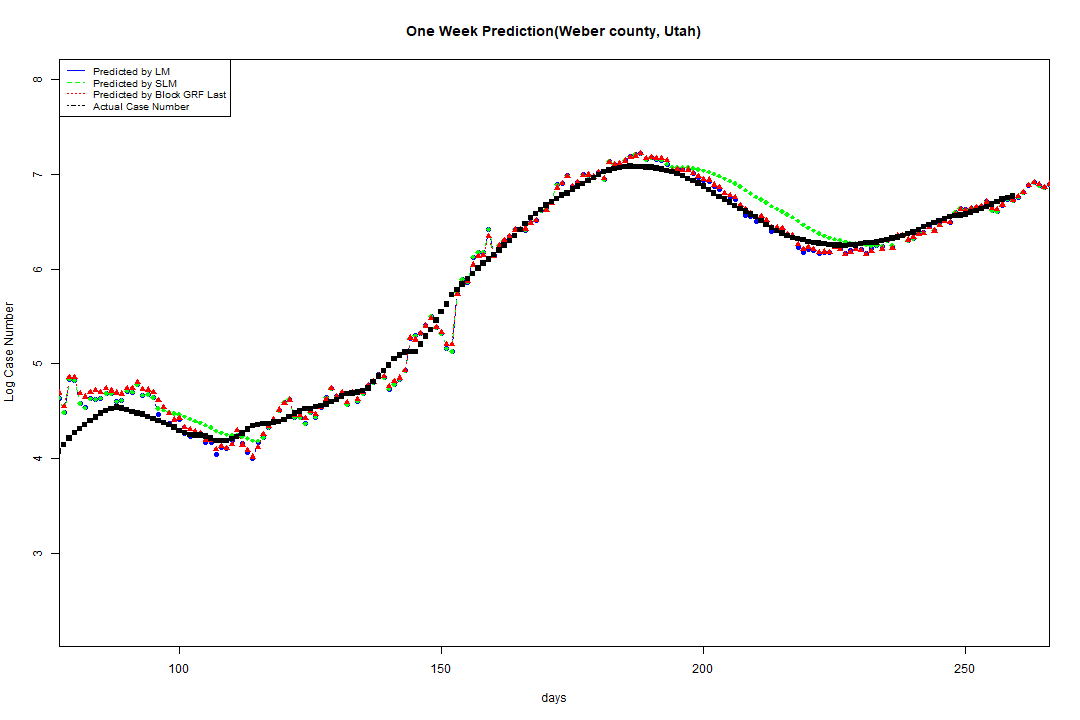 One Week Prediction(Weber county, Utah)
Predicted by LM
Predicted by SLM
Predicted by Block GRF Last
Actual Case Number
8
7
6
5
4
3
Log Case Number
100 150 200 250
days